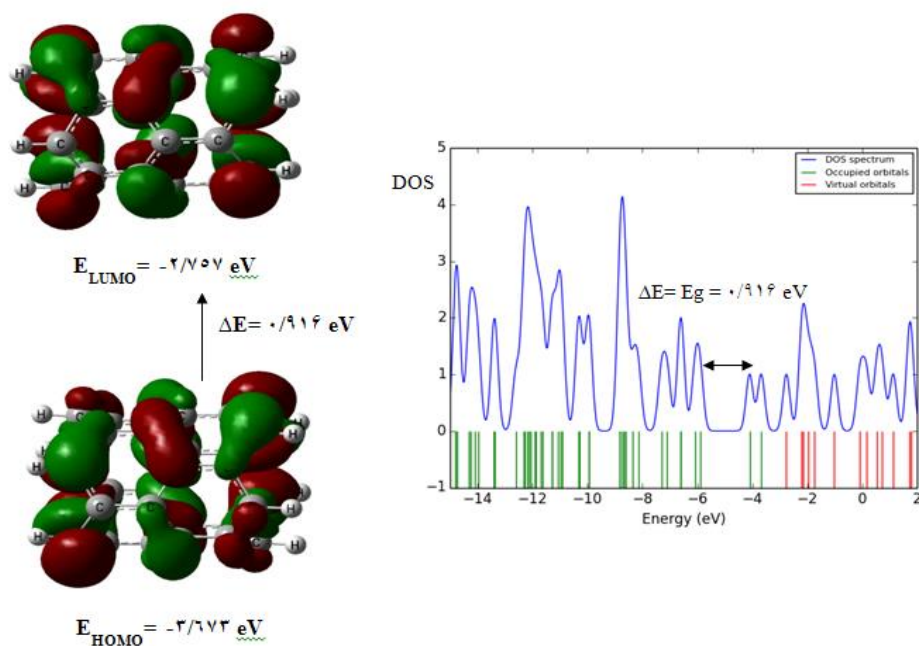 H
H
H
H
H
C
C
C
E_LUMO= -۲/۷۵۷ eV
ΔE= ۰/۹۱۶ eV
H
H
H
H
H
H
C
C
C
E_HOMO= -۳/۶۷۳ eV
DOS
5
4
3
2
1
0
−1
DOS spectrum
Occupied orbitals
Virtual orbitals
ΔE= Eg = ۰/۹۱۶ eV
−14 −12 −10 −8 −6 −4 −2 0 2
Energy (eV)